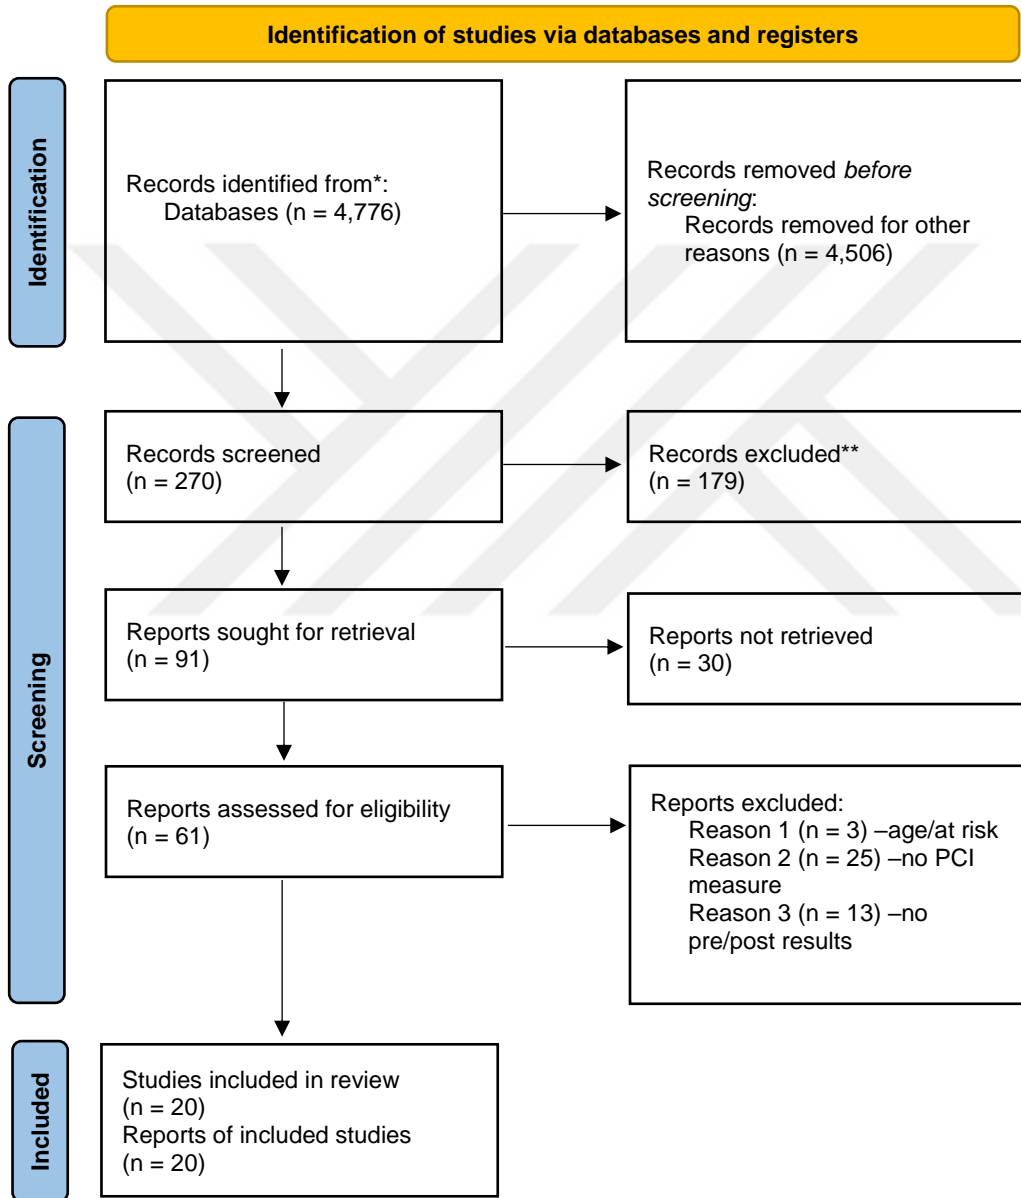 Identification of studies via databases and registers
Identification
Records identified from*:
Databases (n = 4,776)
Records removed before
screening:
Records removed for other
reasons (n = 4,506)
Screening
Records screened
(n = 270)
Records excluded**
(n = 179)
Reports sought for retrieval
(n = 91)
Reports not retrieved
(n = 30)
Reports assessed for eligibility
(n = 61)
Reports excluded:
Reason 1 (n = 3) –age/at risk
Reason 2 (n = 25) –no PCI
measure
Reason 3 (n = 13) –no
pre/post results
Included
Studies included in review
(n = 20)
Reports of included studies
(n = 20)